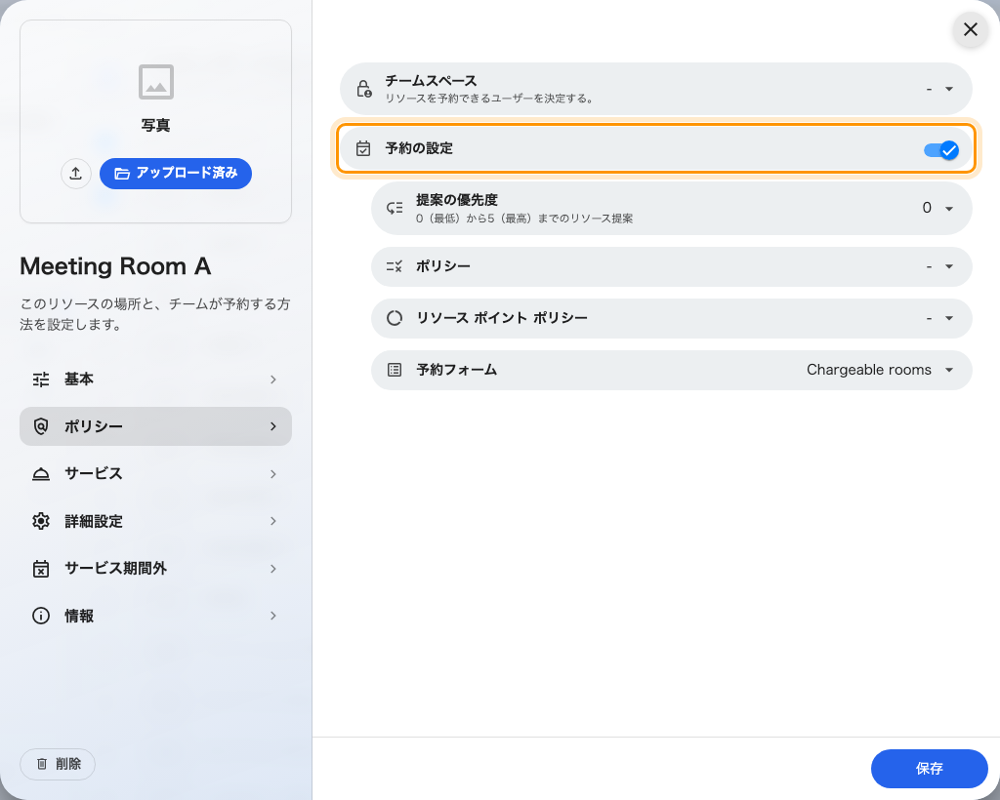 写真
アップロード済み
Meeting Room A
このリソースの場所と、チームが予約する方
法を設定します。
基本
ポリシー
サービス
詳細設定
サービス期間外
情報
削除
チームスペース
リソースを予約できるユーザーを決定する。
-
予約の設定
提案の優先度
0（最低）から5（最高）までのリソース提案
0
ポリシー
-
リソース ポイント ポリシー
-
予約フォーム
Chargeable rooms
保存